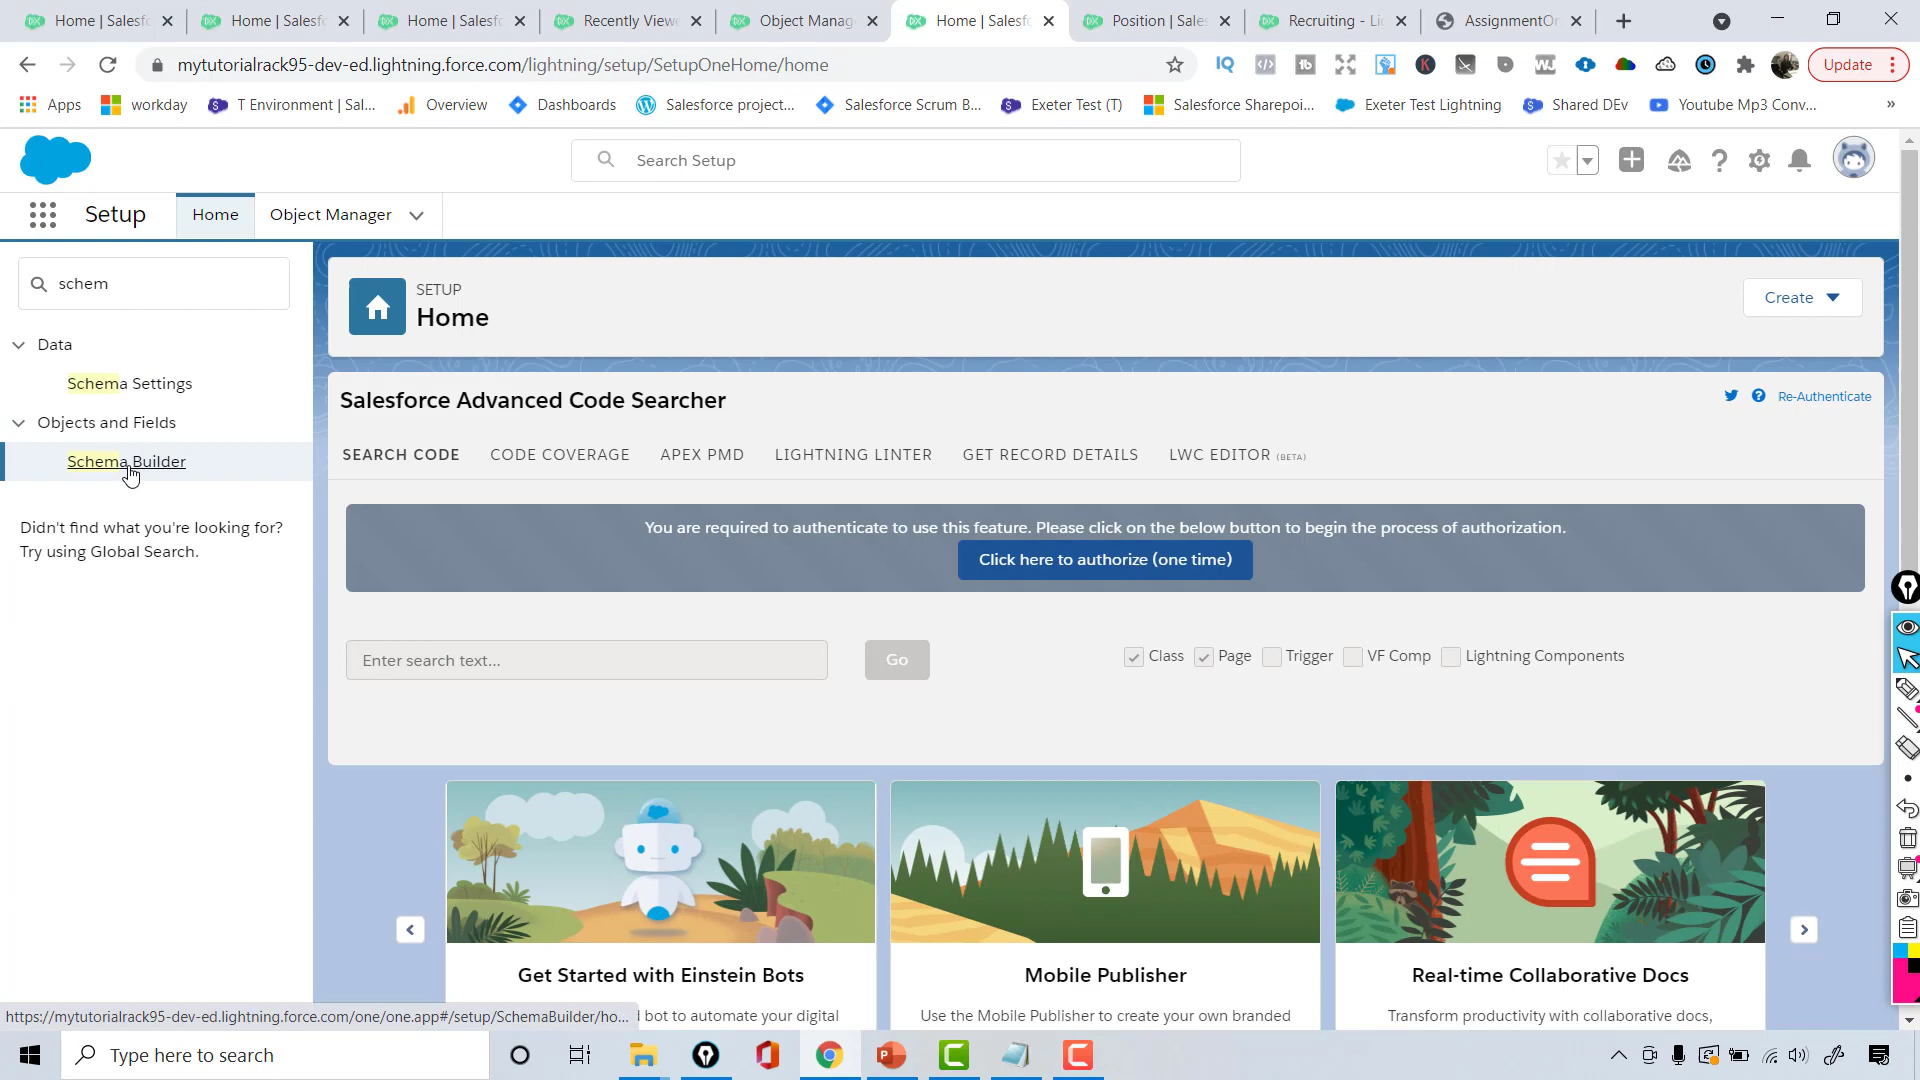 Home | Salesfo
Home | Salesfo
Home | Salesfo
Recently Viewe
Object Manag
Home | Salesfo
Position | Sales
Recruiting - Li
AssignmentOn
mytutorialrack95-dev-ed.lightning.force.com/lightning/setup/SetupOneHome/home
Update
Apps
workday
T Environment | Sal...
Overview
Dashboards
Salesforce project...
Salesforce Scrum B...
Exeter Test (T)
Salesforce Sharepoi...
Exeter Test Lightning
Shared DEv
Youtube Mp3 Conv...
»
Search Setup
Setup
Home
Object Manager
schem
Data
Schema Settings
Objects and Fields
Schema Builder
Didn't find what you're looking for?
Try using Global Search.
SETUP
Home
Create
Salesforce Advanced Code Searcher
Re-Authenticate
SEARCH CODE
CODE COVERAGE
APEX PMD
LIGHTNING LINTER
GET RECORD DETAILS
LWC EDITOR (BETA)
You are required to authenticate to use this feature. Please click on the below button to begin the process of authorization.
Click here to authorize (one time)
Enter search text...
Go
Class
Page
Trigger
VF Comp
Lightning Components
Get Started with Einstein Bots
Mobile Publisher
Real-time Collaborative Docs
https://mytutorialrack95-dev-ed.lightning.force.com/one/one.app#/setup/SchemaBuilder/ho...
bot to automate your digital
Use the Mobile Publisher to create your own branded
Transform productivity with collaborative docs,
Type here to search